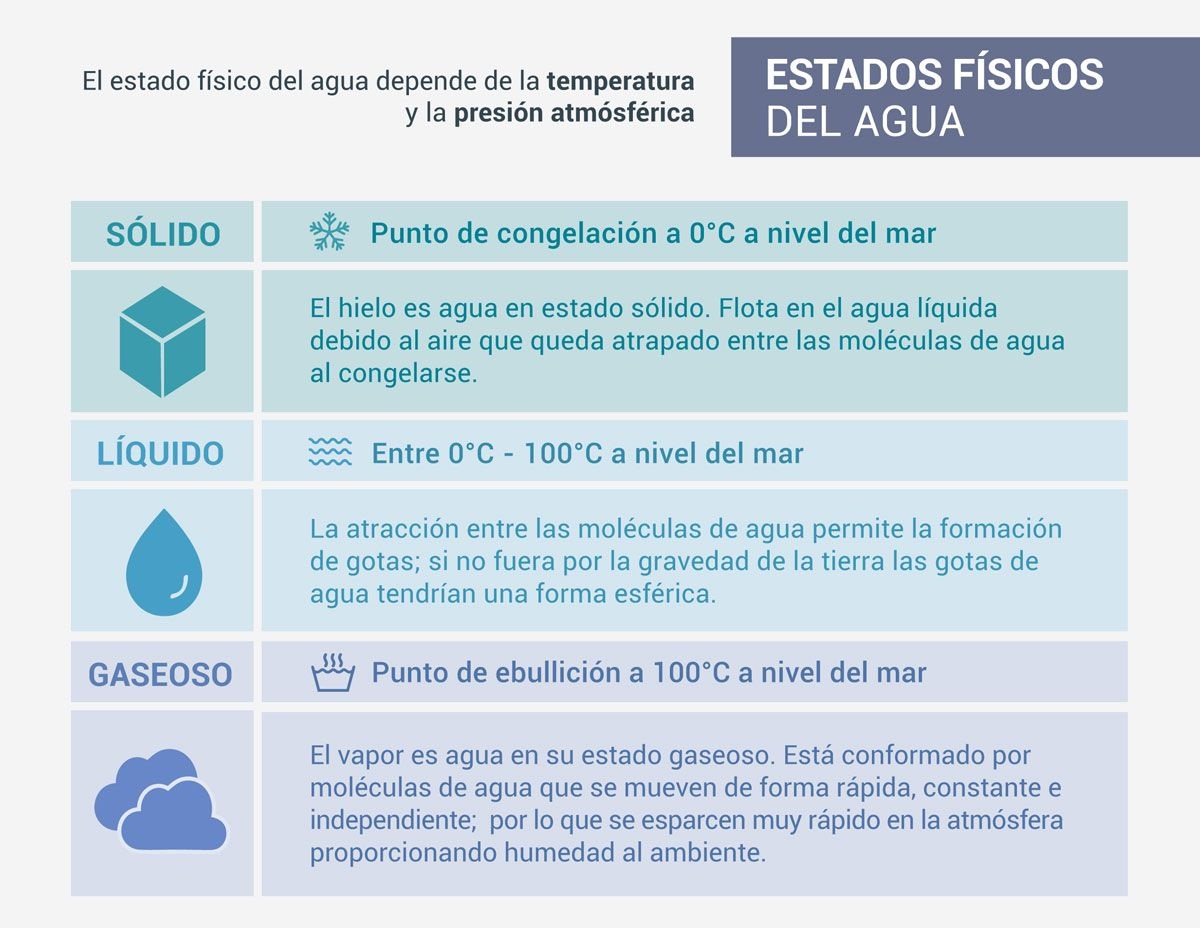 El estado físico del agua depende de la temperatura
y la presión atmósférica
ESTADOS FÍSICOS
DEL AGUA
SÓLIDO
Punto de congelación a 0°C a nivel del mar
El hielo es agua en estado sólido. Flota en el agua líquida
debido al aire que queda atrapado entre las moléculas de agua
al congelarse.
LÍQUIDO
Entre 0°C - 100°C a nivel del mar
La atracción entre las moléculas de agua permite la formación
de gotas; si no fuera por la gravedad de la tierra las gotas de
agua tendrían una forma esférica.
GASEOSO
Punto de ebullición a 100°C a nivel del mar
El vapor es agua en su estado gaseoso. Está conformado por
moléculas de agua que se mueven de forma rápida, constante e
independiente; por lo que se esparcen muy rápido en la atmósfera
proporcionando humedad al ambiente.